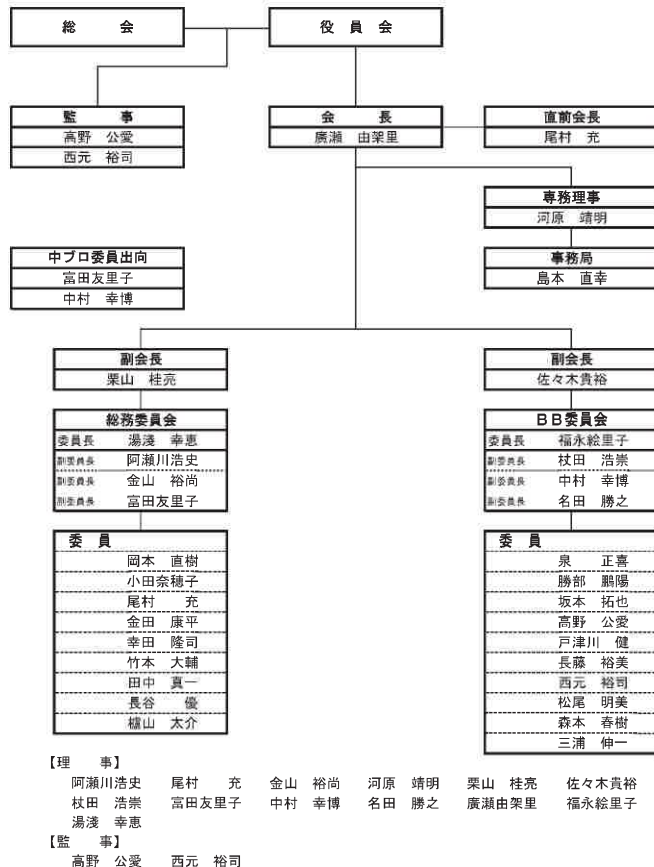 総　会
役 員 会
監　事
高野　公愛
西元　裕司
会　長
廣瀬　由架里
直前会長
尾村　充
専務理事
河原　靖明
事務局
島本　直幸
中ブロ委員出向
富田友里子
中村　幸博
副会長
栗山　桂亮
総務委員会
委員長　湯淺　幸恵
副委員長　阿瀬川浩史
副委員長　金山　裕尚
副委員長　富田友里子
委　員
岡本　直樹
小田奈穂子
尾村　充
金田　康平
幸田　隆司
竹本　大輔
田中　真一
長谷　優
櫨山　太介
副会長
佐々木貴裕
ＢＢ委員会
委員長　福永絵里子
副委員長　杖田　浩崇
副委員長　中村　幸博
副委員長　名田　勝之
委　員
泉　正喜
勝部　鵬陽
坂本　拓也
高野　公愛
戸津川　健
長藤　裕美
西元　裕司
松尾　明美
森本　春樹
三浦　伸一
【理　事】
阿瀬川浩史　尾村　充　金山　裕尚　河原　靖明　栗山　桂亮　佐々木貴裕
杖田　浩崇　富田友里子　中村　幸博　名田　勝之　廣瀬由架里　福永絵里子
湯淺　幸恵
【監　事】
高野　公愛　西元　裕司